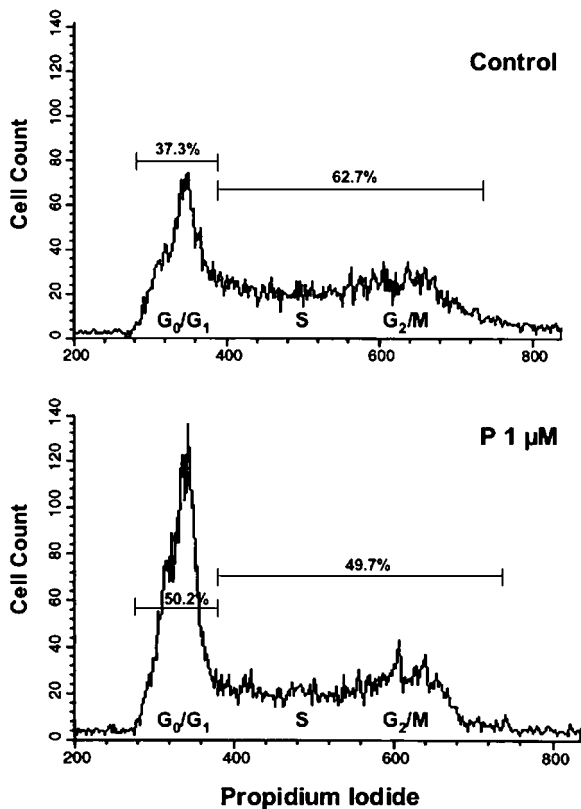 Control
Cell Count
140
120
100
80
60
40
20
0
37.3%
62.7%
G₀/G₁ S G₂/M
200 400 600 800
P 1 µM
Cell Count
140
120
100
80
60
40
20
0
49.7%
50.2%
G₀/G₁ S G₂/M
200 400 600 800
Propidium Iodide